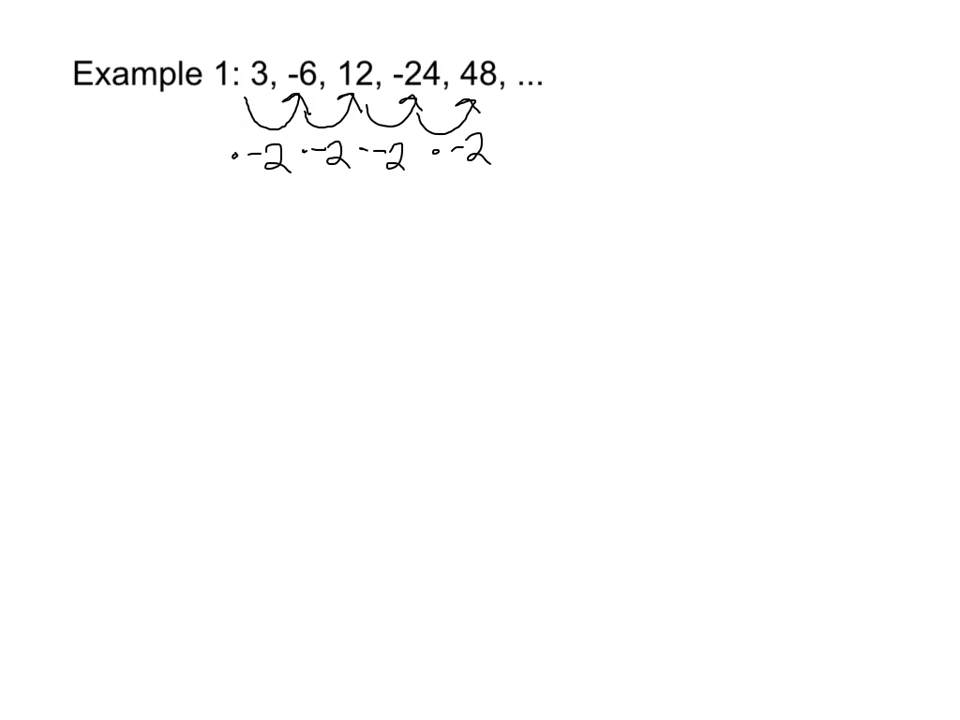 Example 1: 3, -6, 12, -24, 48, ...
· -2 · -2 · -2 · -2